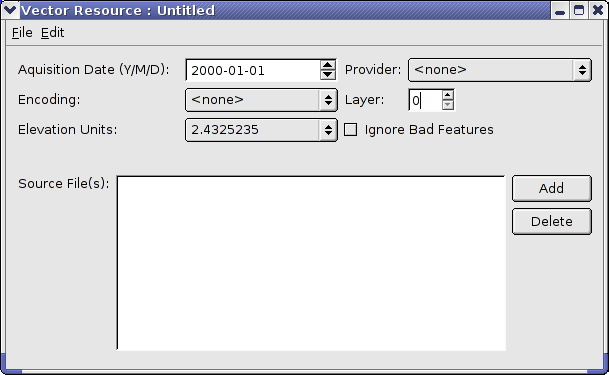 Vector Resource : Untitled
File Edit
Aquisition Date (Y/M/D): 2000-01-01 Provider: <none>
Encoding: <none> Layer: 0
Elevation Units: 2.4325235 Ignore Bad Features
Source File(s): Add
Delete